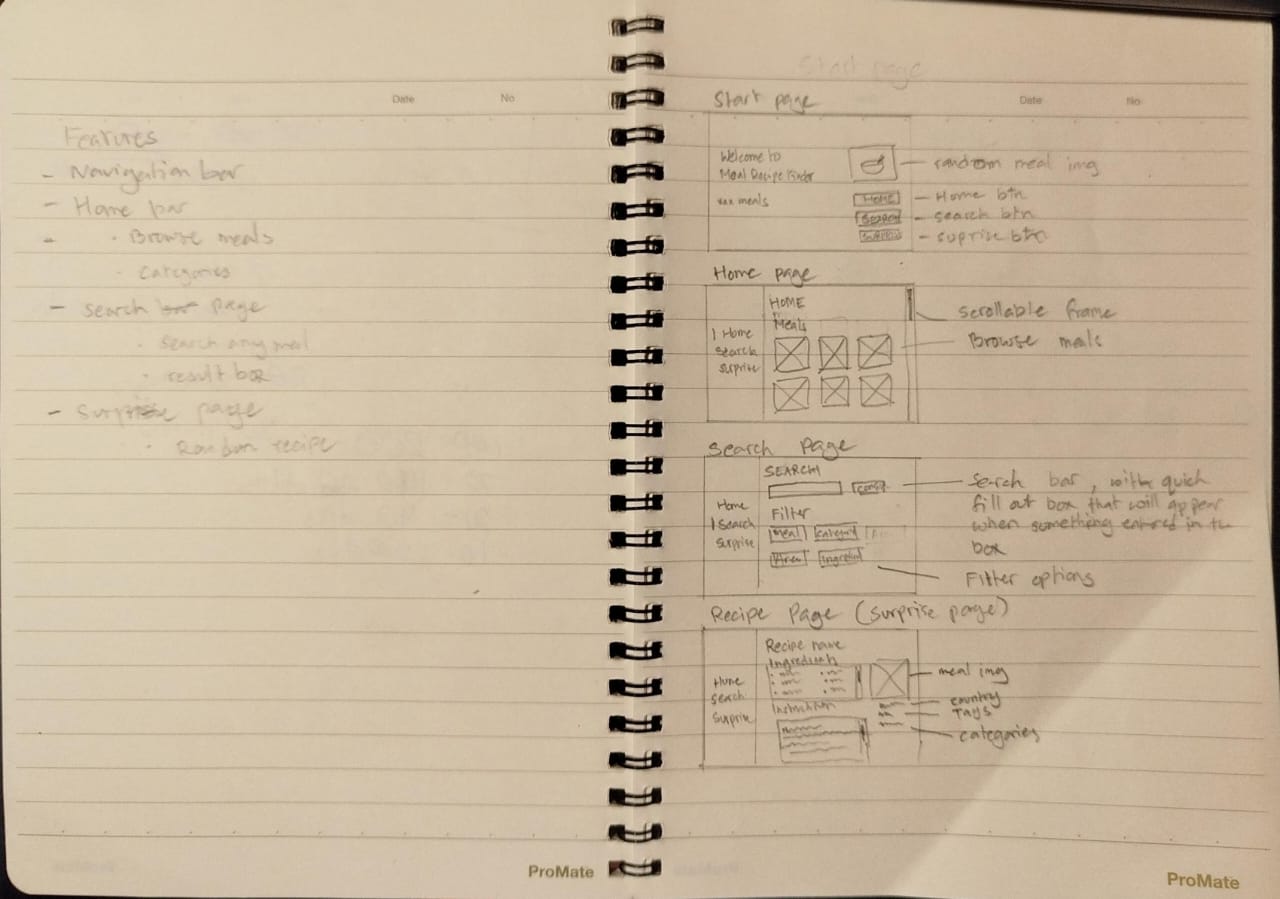 Date
No
Features
- Navigation bar
- Home bar
- · Browse meals
· categories
- search bar page
· search any meal
· result box
- Surprise page
· Random recipe
ProMate
Start page
Start page
Date
No
Welcome to
Meal Recipe Finder
meals
HOME
SEARCH
random meal img
- Home btn
- search btn
- suprise btn
Home page
HOME
Meals
| Home
search
surprise
scrollable frame
Browse meals
Search Page
SEARCH
Filter
meal
category
Area
Ingredient
Home
| Search
surprise
Search bar, with quick
fill out box that will appear
when something entered in the
box
Filter options
Recipe Page (surprise page)
Recipe name
Ingredients
Instruction
Home
search
surprise
meal img
country
Tags
categories
ProMate